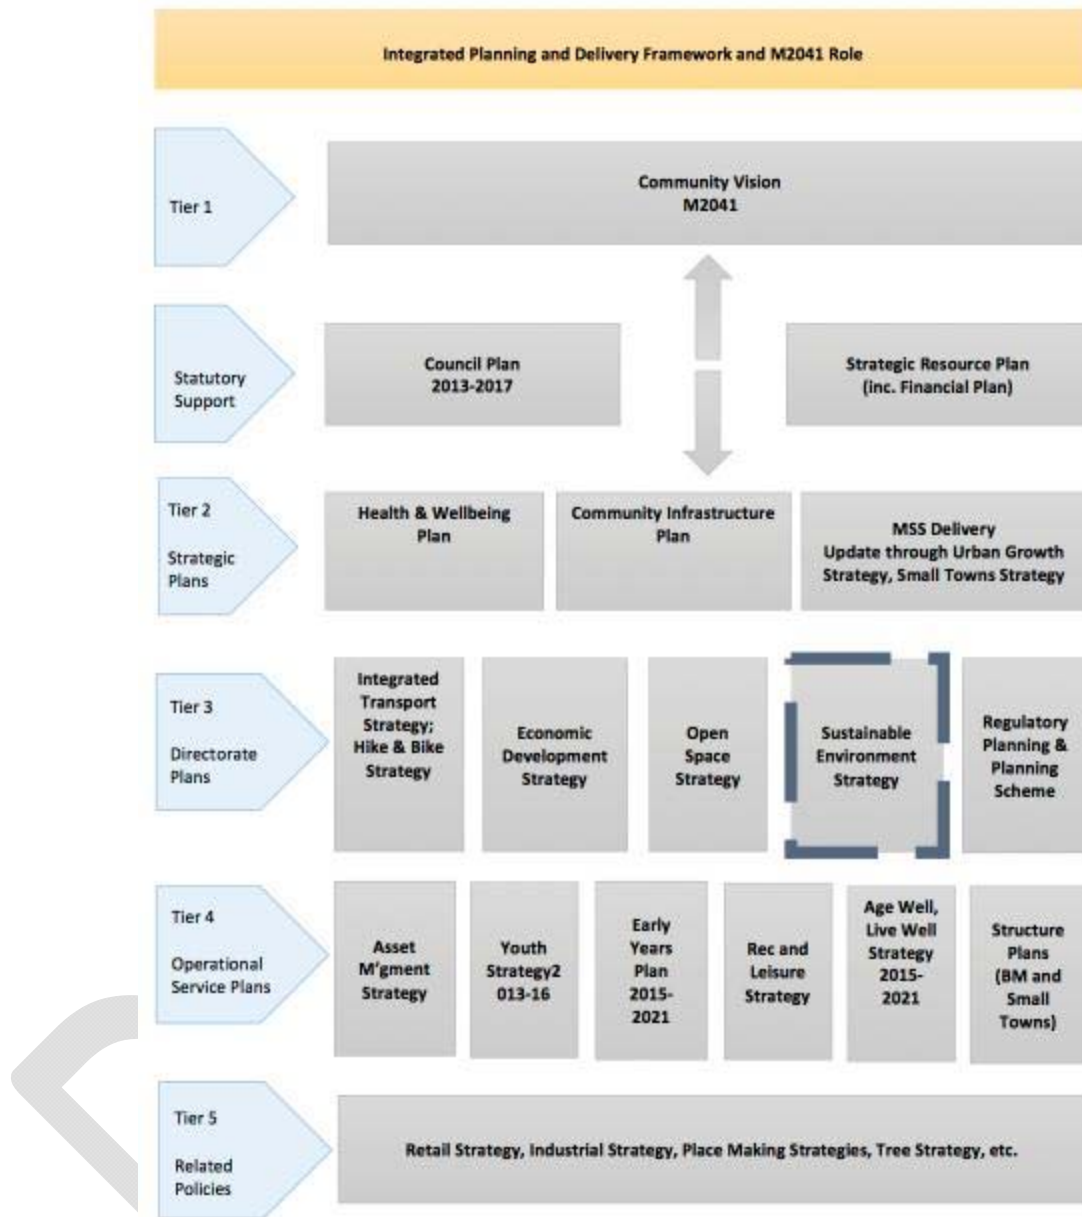 Integrated Planning and Delivery Framework and M2041 Role
Tier 1
Community Vision
M2041
Statutory
Support
Council Plan
2013-2017
Strategic Resource Plan
(inc. Financial Plan)
Tier 2
Strategic
Plans
Health & Wellbeing
Plan
Community Infrastructure
Plan
MSS Delivery
Update through Urban Growth
Strategy, Small Towns Strategy
Tier 3
Directorate
Plans
Integrated
Transport
Strategy;
Hike & Bike
Strategy
Economic
Development
Strategy
Open
Space
Strategy
Sustainable
Environment
Strategy
Regulatory
Planning &
Planning
Scheme
Tier 4
Operational
Service Plans
Asset
M'gment
Strategy
Youth
Strategy2
013-16
Early
Years
Plan
2015-
2021
Rec and
Leisure
Strategy
Age Well,
Live Well
Strategy
2015-
2021
Structure
Plans
(BM and
Small
Towns)
Tier 5
Related
Policies
Retail Strategy, Industrial Strategy, Place Making Strategies, Tree Strategy, etc.